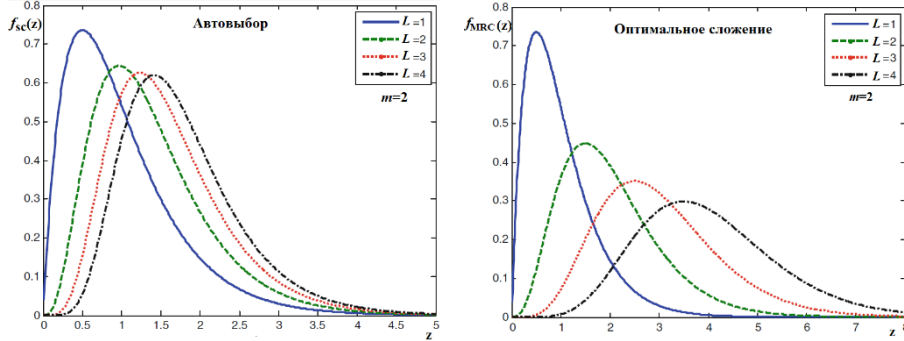 f_sc(z)
Автовыбор
L =1
L =2
L =3
L =4
m=2
0.8
0.7
0.6
0.5
0.4
0.3
0.2
0.1
0
0 0.5 1 1.5 2 2.5 3 3.5 4 4.5 5
z
f_MRC(z)
Оптимальное сложение
L =1
L =2
L =3
L =4
m=2
0.8
0.7
0.6
0.5
0.4
0.3
0.2
0.1
0
0 1 2 3 4 5 6 7 8
z